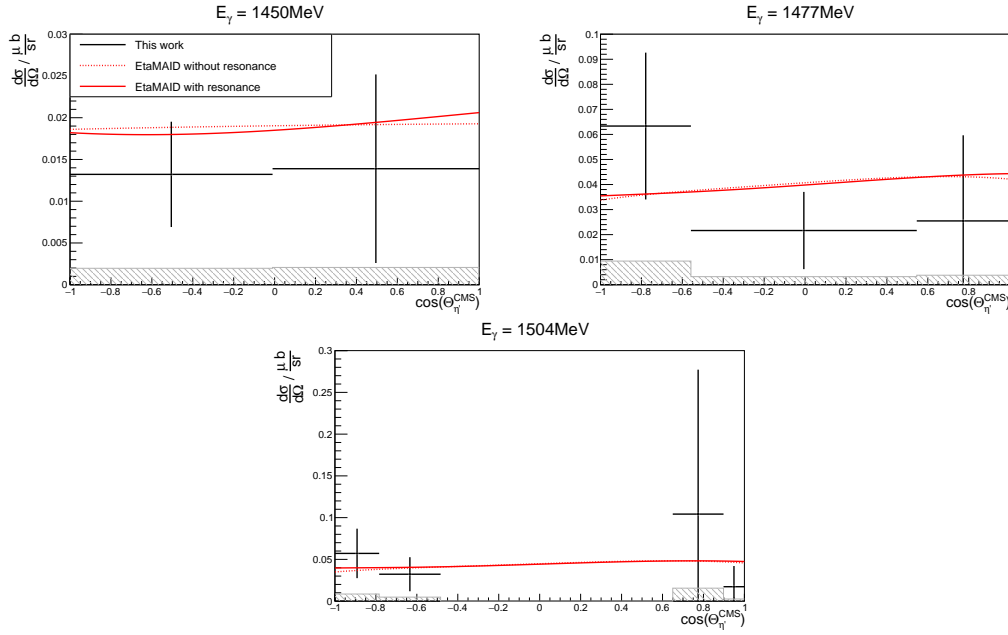 E_γ = 1450MeV
dσ/dΩ / μb/sr
0.03
0.025
0.02
0.015
0.01
0.005
0
This work
EtaMAID without resonance
EtaMAID with resonance
−1 −0.8 −0.6 −0.4 −0.2 0 0.2 0.4 0.6 0.8 1
cos(Θ_η'^CMS)
E_γ = 1477MeV
dσ/dΩ / μb/sr
0.1
0.09
0.08
0.07
0.06
0.05
0.04
0.03
0.02
0.01
0
−1 −0.8 −0.6 −0.4 −0.2 0 0.2 0.4 0.6 0.8
cos(Θ_η'^CMS)
E_γ = 1504MeV
dσ/dΩ / μb/sr
0.3
0.25
0.2
0.15
0.1
0.05
0
−1 −0.8 −0.6 −0.4 −0.2 0 0.2 0.4 0.6 0.8 1
cos(Θ_η'^CMS)